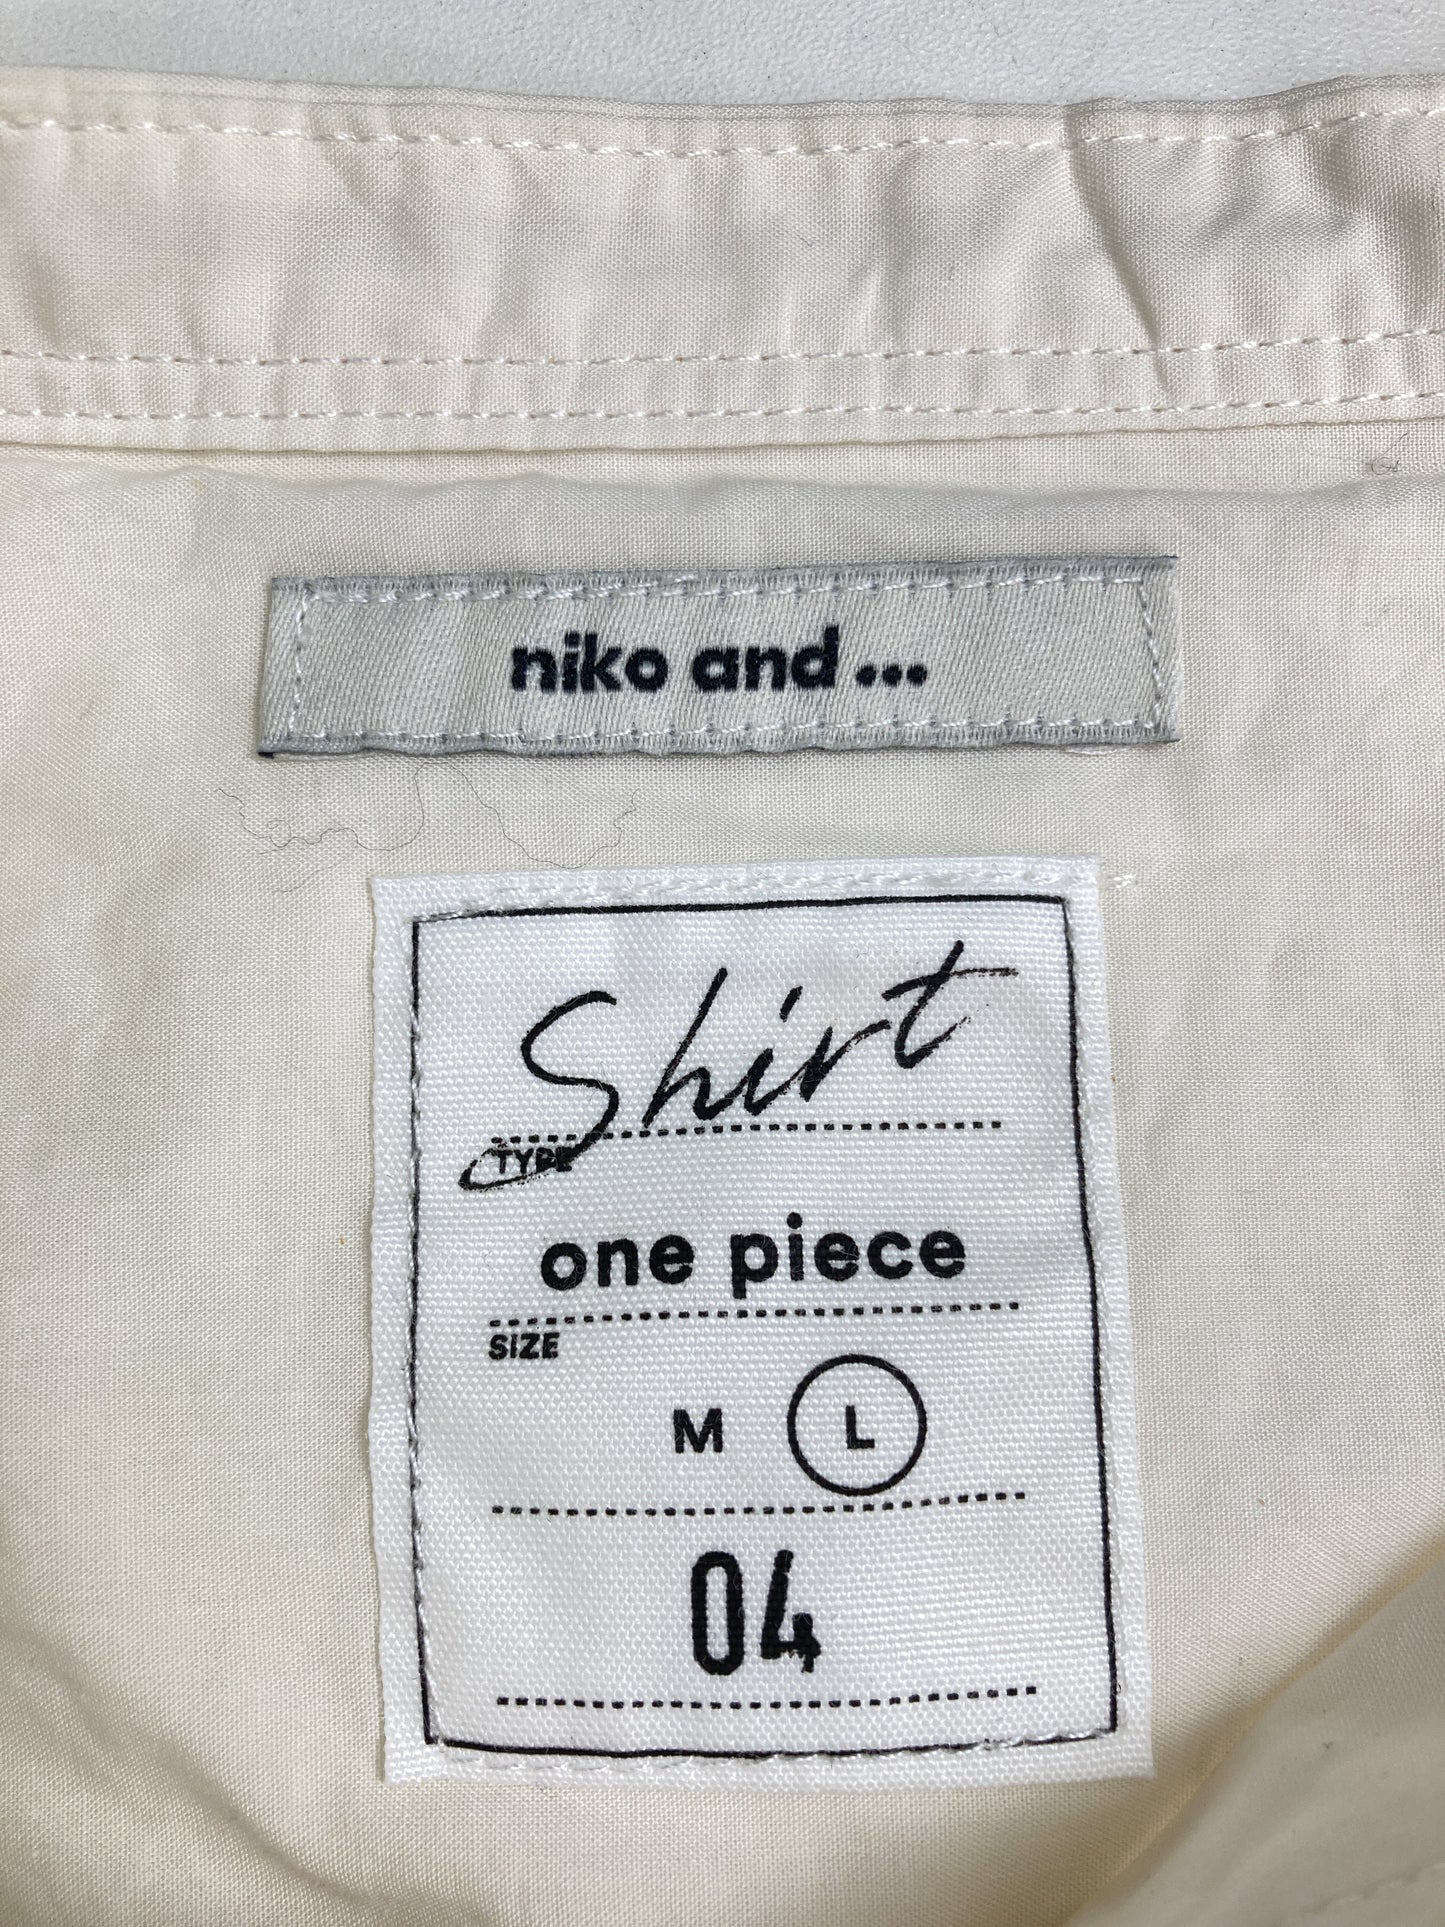 niko and...
Shirt
TYPE
one piece
SIZE
M L
04